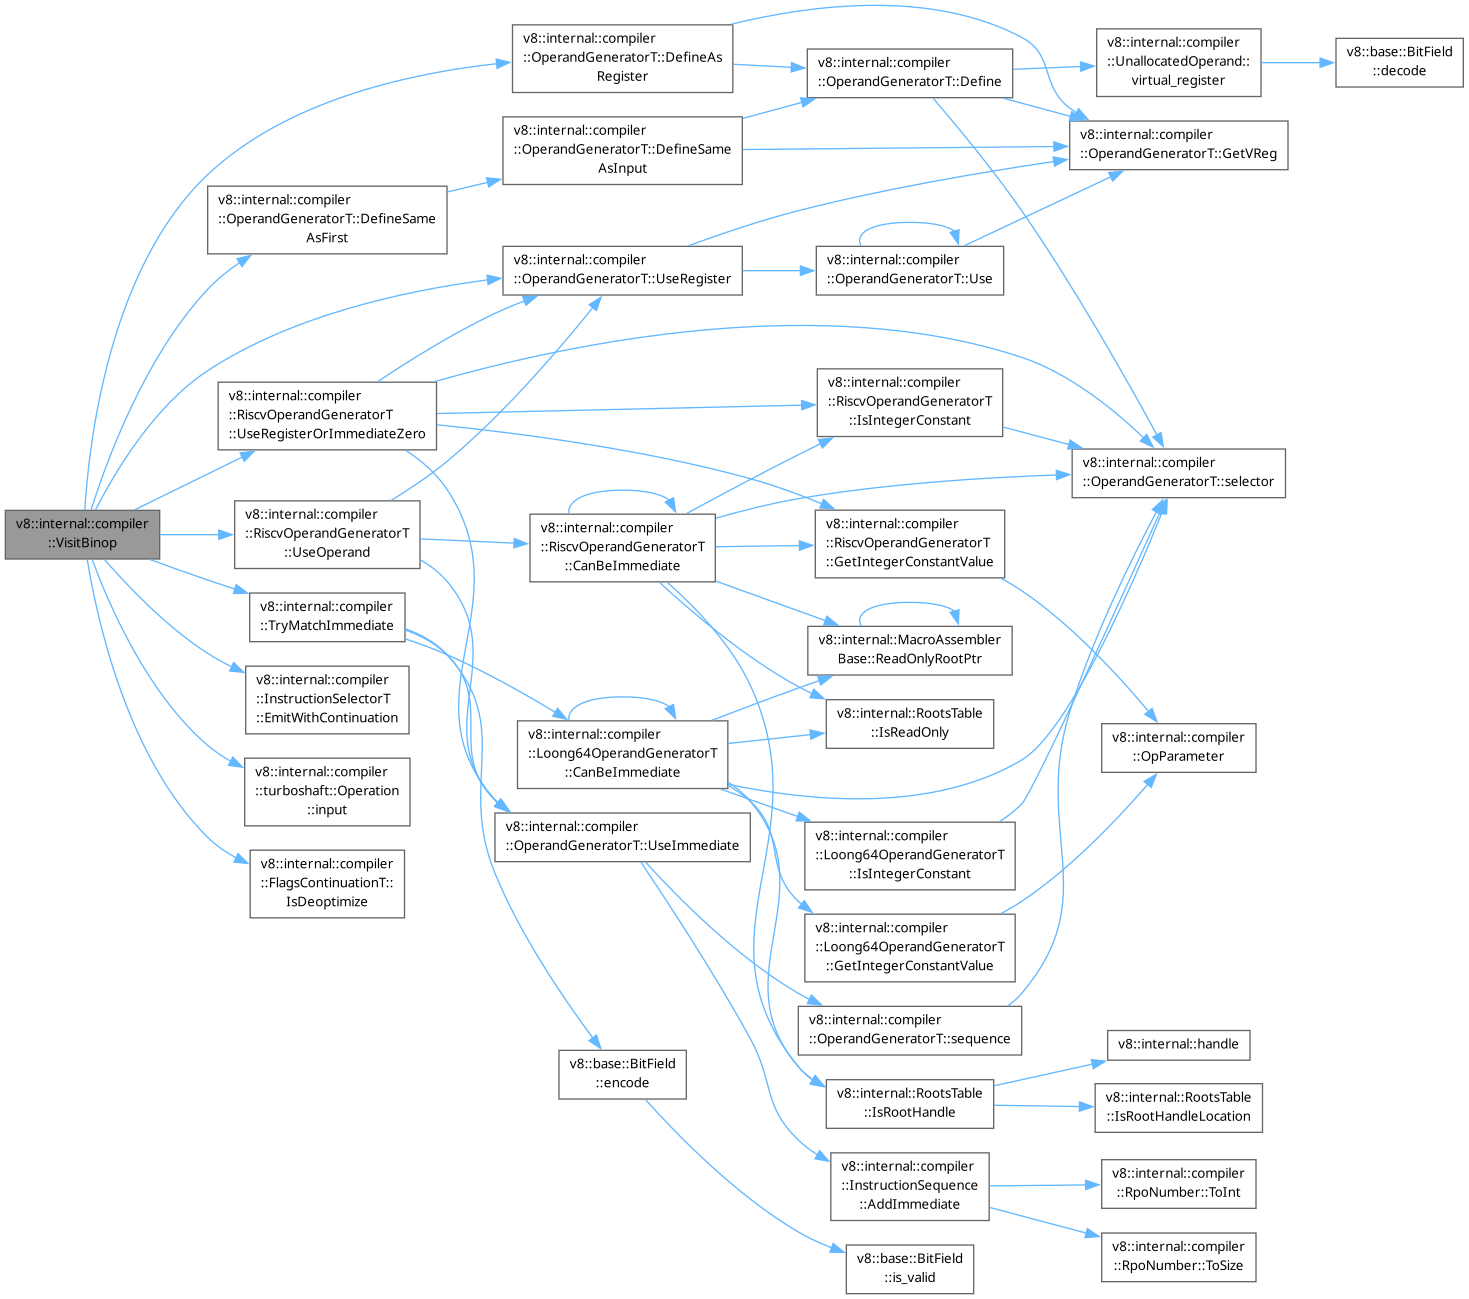 v8::internal::compiler
::VisitBinop
v8::internal::compiler
::OperandGeneratorT::DefineSame
AsFirst
v8::internal::compiler
::RiscvOperandGeneratorT
::UseRegisterOrImmediateZero
v8::internal::compiler
::RiscvOperandGeneratorT
::UseOperand
v8::internal::compiler
::TryMatchImmediate
v8::internal::compiler
::InstructionSelectorT
::EmitWithContinuation
v8::internal::compiler
::turboshaft::Operation
::input
v8::internal::compiler
::FlagsContinuationT::
IsDeoptimize
v8::internal::compiler
::OperandGeneratorT::DefineAs
Register
v8::internal::compiler
::OperandGeneratorT::DefineSame
AsInput
v8::internal::compiler
::OperandGeneratorT::UseRegister
v8::internal::compiler
::RiscvOperandGeneratorT
::CanBeImmediate
v8::internal::compiler
::Loong64OperandGeneratorT
::CanBeImmediate
v8::internal::compiler
::OperandGeneratorT::UseImmediate
v8::base::BitField
::encode
v8::internal::compiler
::OperandGeneratorT::Define
v8::internal::compiler
::OperandGeneratorT::Use
v8::internal::compiler
::RiscvOperandGeneratorT
::IsIntegerConstant
v8::internal::compiler
::RiscvOperandGeneratorT
::GetIntegerConstantValue
v8::internal::MacroAssembler
Base::ReadOnlyRootPtr
v8::internal::RootsTable
::IsReadOnly
v8::internal::compiler
::Loong64OperandGeneratorT
::IsIntegerConstant
v8::internal::compiler
::Loong64OperandGeneratorT
::GetIntegerConstantValue
v8::internal::compiler
::OperandGeneratorT::sequence
v8::internal::RootsTable
::IsRootHandle
v8::internal::compiler
::InstructionSequence
::AddImmediate
v8::base::BitField
::is_valid
v8::internal::compiler
::UnallocatedOperand::
virtual_register
v8::internal::compiler
::OperandGeneratorT::GetVReg
v8::internal::compiler
::OperandGeneratorT::selector
v8::internal::compiler
::OpParameter
v8::internal::handle
v8::internal::RootsTable
::IsRootHandleLocation
v8::internal::compiler
::RpoNumber::ToInt
v8::internal::compiler
::RpoNumber::ToSize
v8::base::BitField
::decode